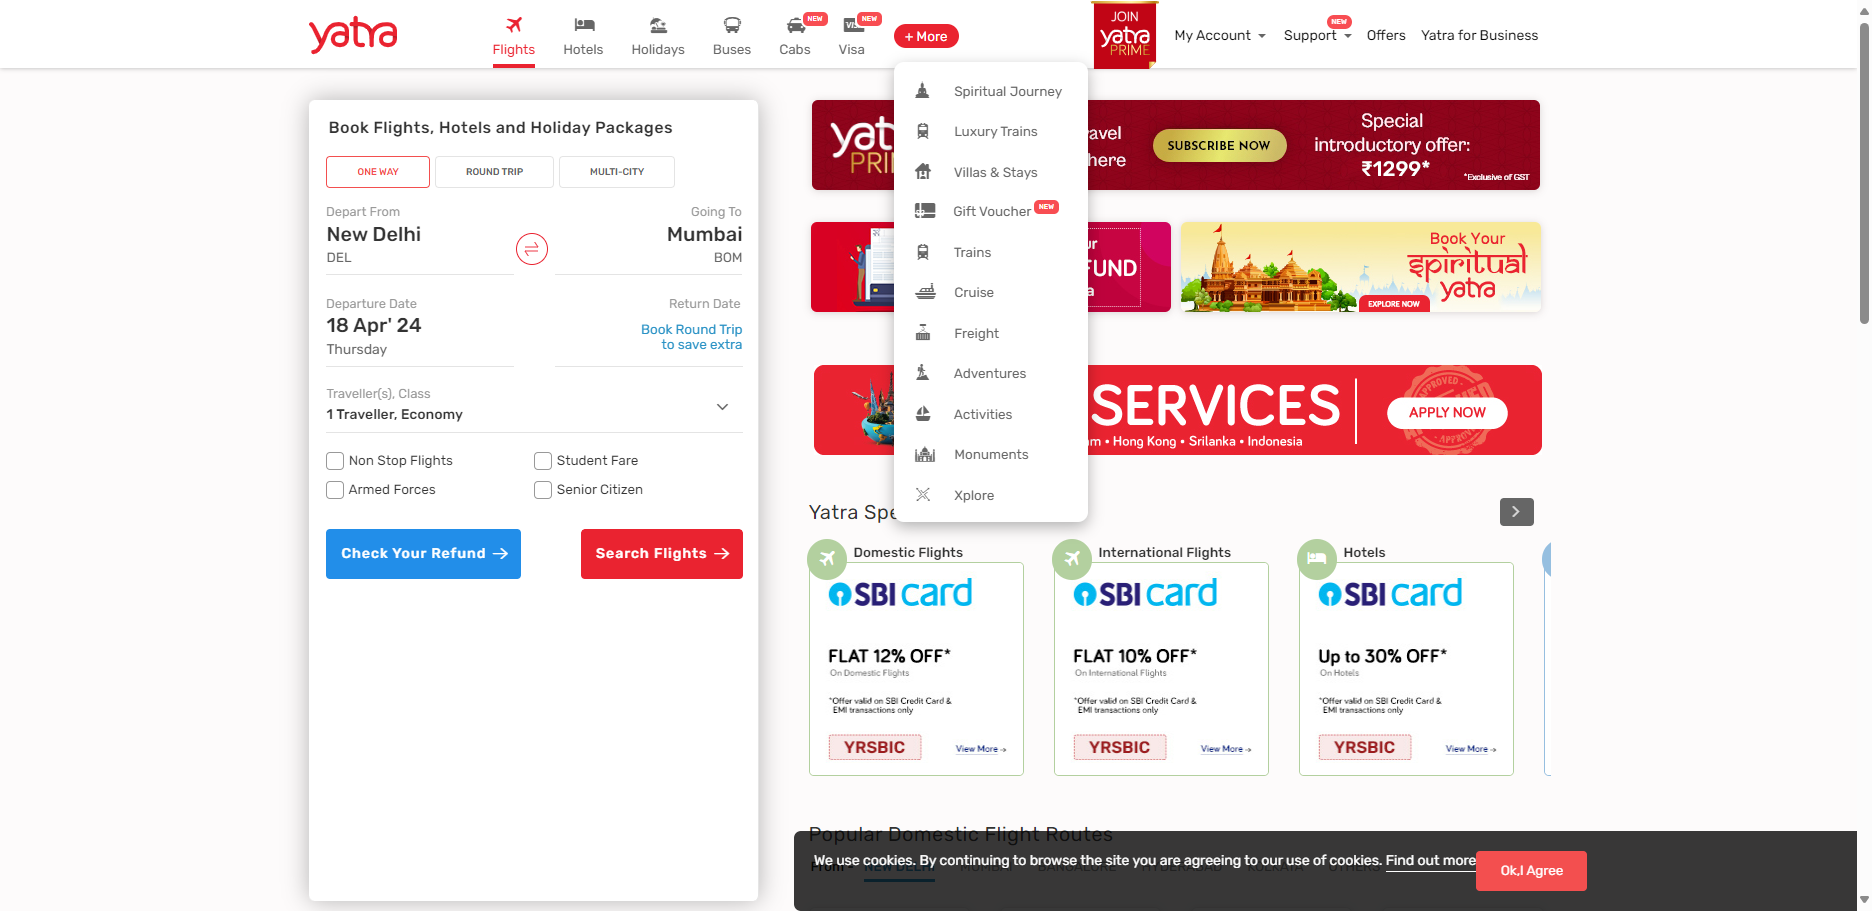 yatra
Flights
Hotels
Holidays
Buses
Cabs
NEW
Visa
NEW
+ More
JOIN
yatra
PRIME
My Account
Support
NEW
Offers
Yatra for Business
Spiritual Journey
Luxury Trains
Villas & Stays
Gift Voucher NEW
Trains
Cruise
Freight
Adventures
Activities
Monuments
Xplore
Book Flights, Hotels and Holiday Packages
ONE WAY
ROUND TRIP
MULTI-CITY
Depart From
New Delhi
DEL
Going To
Mumbai
BOM
Departure Date
18 Apr' 24
Thursday
Return Date
Book Round Trip
to save extra
Traveller(s), Class
1 Traveller, Economy
Non Stop Flights
Student Fare
Armed Forces
Senior Citizen
Check Your Refund
Search Flights
SUBSCRIBE NOW
Special
introductory offer:
₹1299*
*Exclusive of GST
Book Your
spiritual
yatra
EXPLORE NOW
SERVICES
• Hong Kong • Srilanka • Indonesia
APPLY NOW
Yatra
Domestic Flights
SBI card
FLAT 12% OFF*
On Domestic Flights
*Offer valid on SBI Credit Card &
EMI transactions only
YRSBIC
View More
International Flights
SBI card
FLAT 10% OFF*
On International Flights
*Offer valid on SBI Credit Card &
EMI transactions only
YRSBIC
View More
Hotels
SBI card
Up to 30% OFF*
On Hotels
*Offer valid on SBI Credit Card &
EMI transactions only
YRSBIC
View More
Popular Domestic Flight Routes
From
NEW DELHI
MUMBAI
BANGALORE
HYDERABAD
KOLKATA
OTHERS
We use cookies. By continuing to browse the site you are agreeing to our use of cookies. Find out more
Ok,I Agree